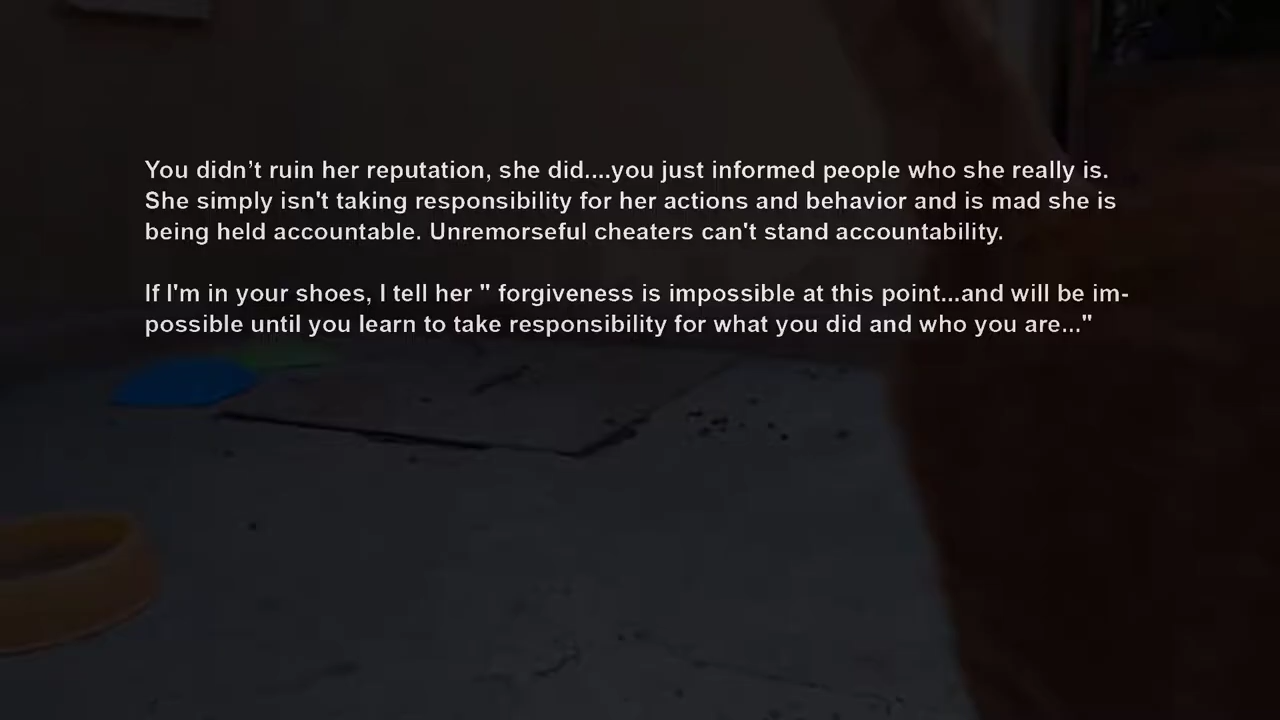 You didn’t ruin her reputation, she did....you just informed people who she really is.
She simply isn't taking responsibility for her actions and behavior and is mad she is
being held accountable. Unremorseful cheaters can't stand accountability.
If I'm in your shoes, I tell her " forgiveness is impossible at this point...and will be im-
possible until you learn to take responsibility for what you did and who you are..."